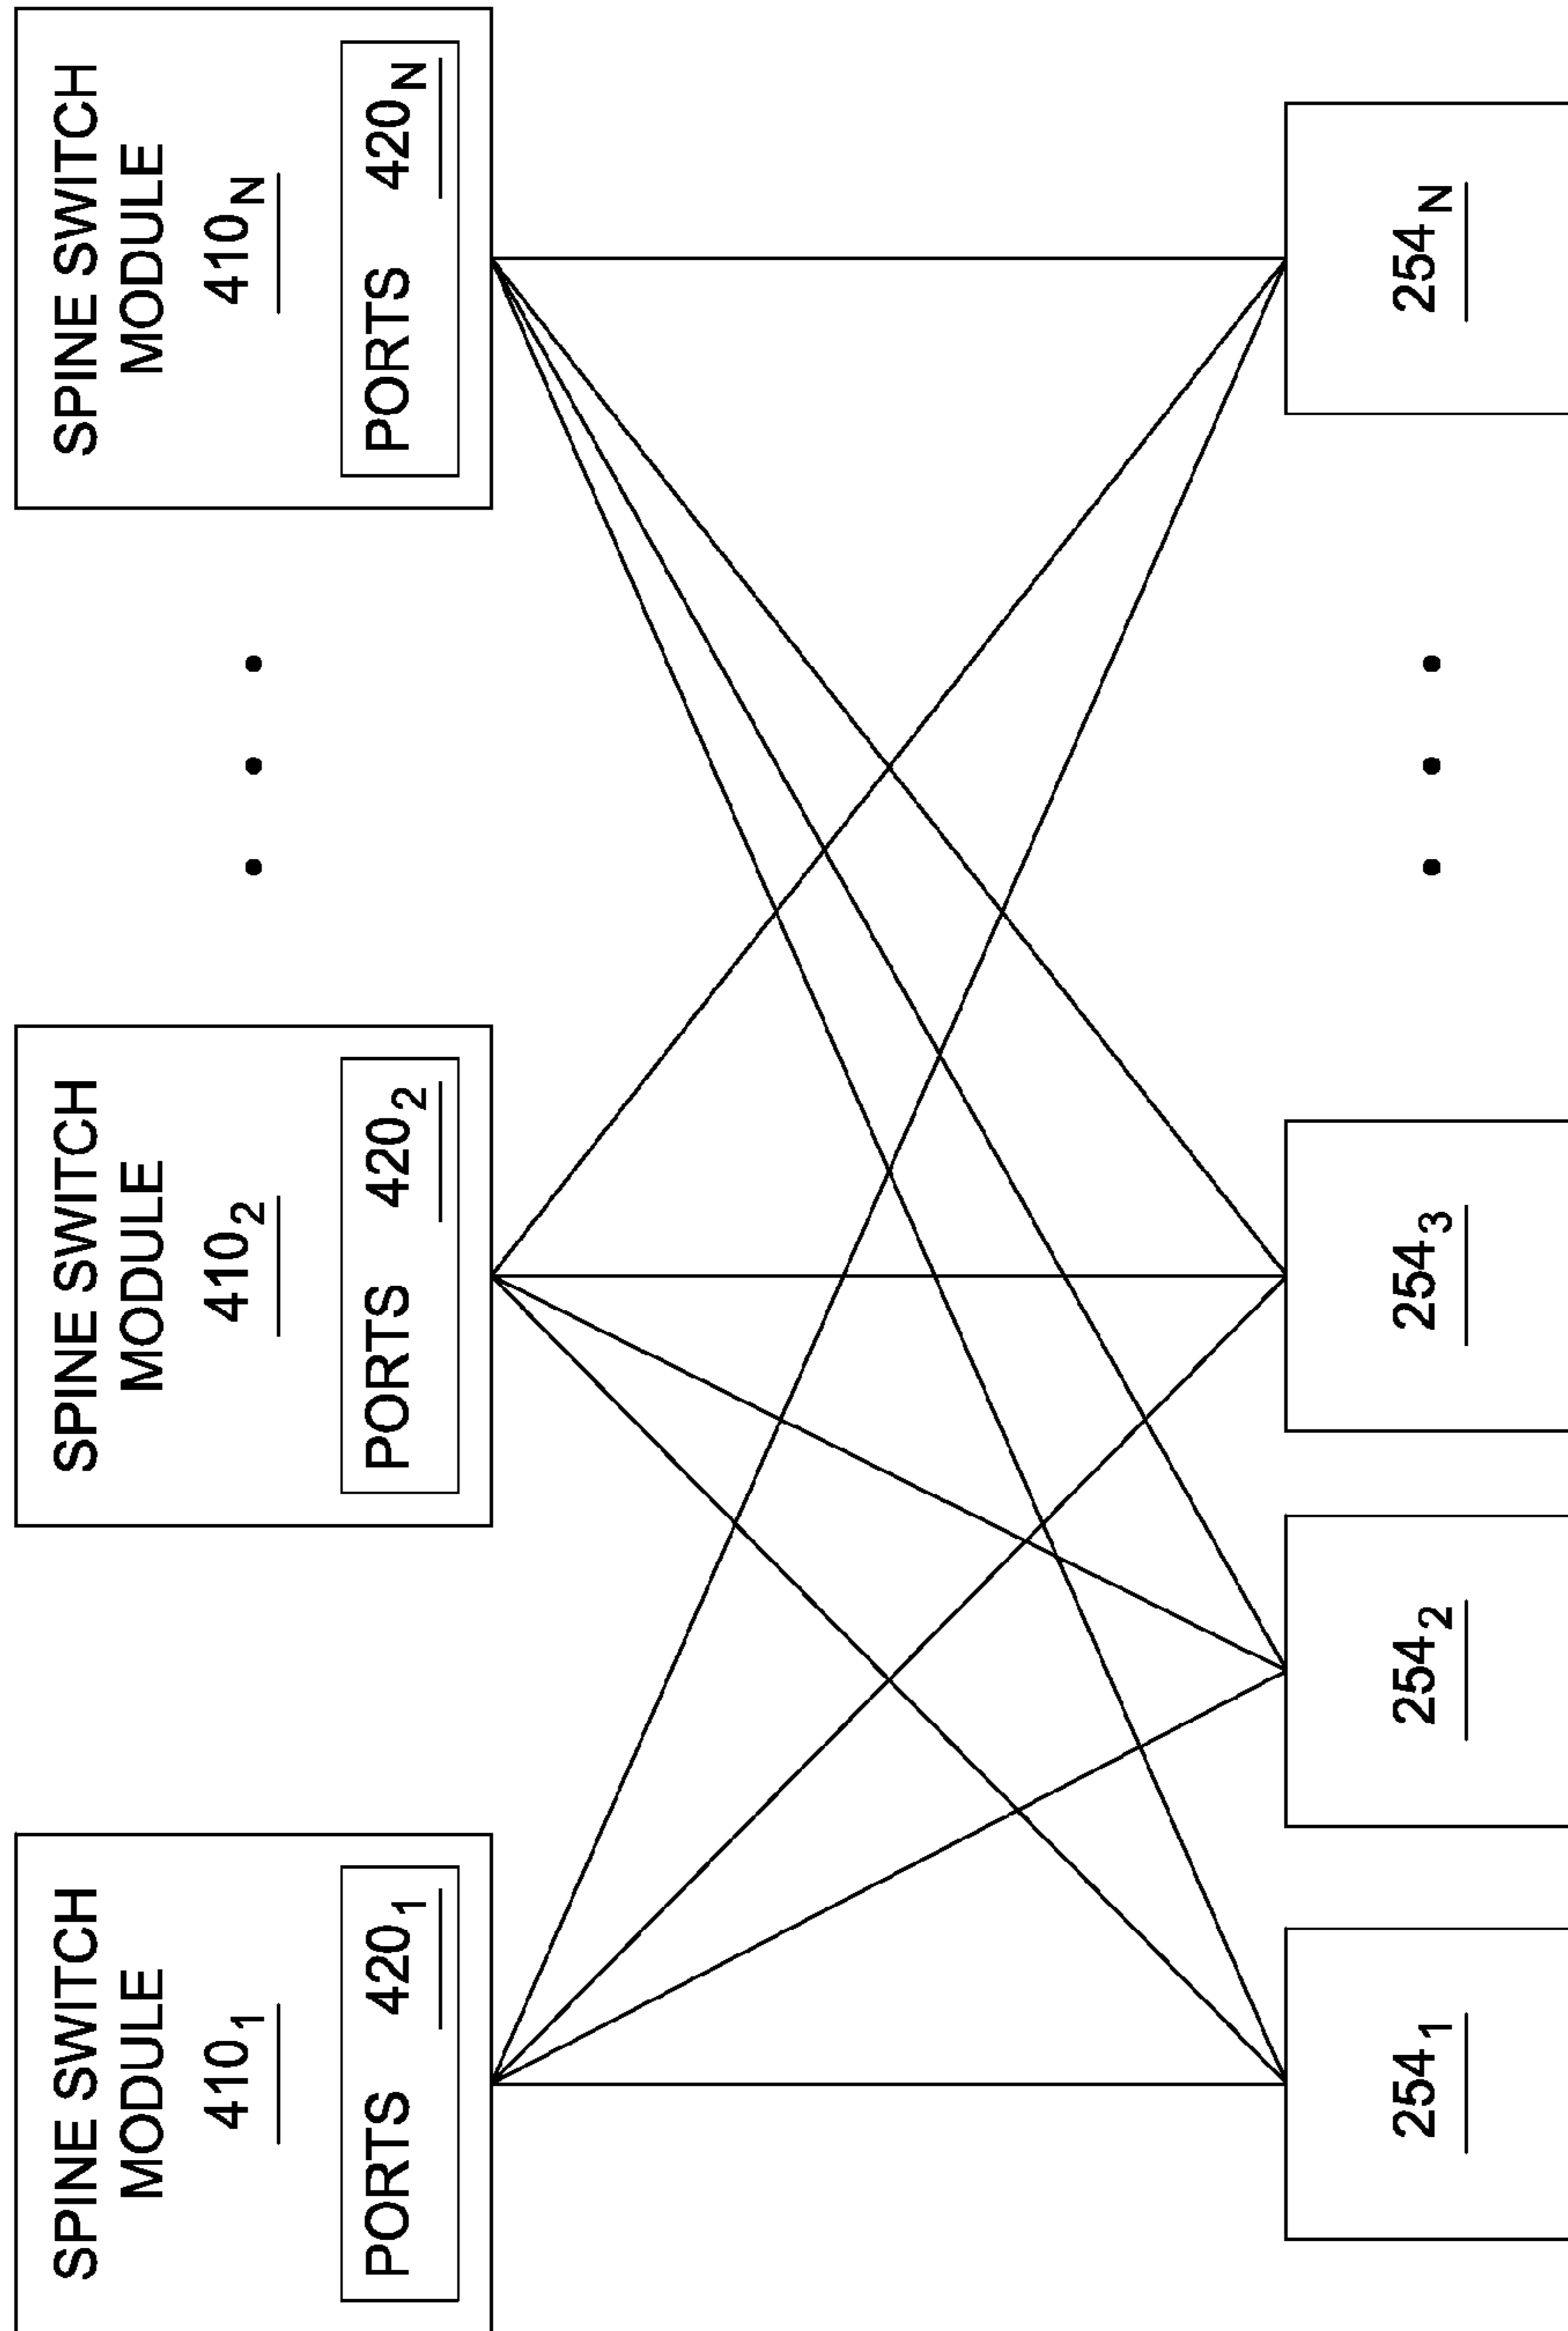 SPINE SWITCH
MODULE
410₁
PORTS 420₁
SPINE SWITCH
MODULE
410₂
PORTS 420₂
SPINE SWITCH
MODULE
410N
PORTS 420N
254₁
254₂
254₃
254N